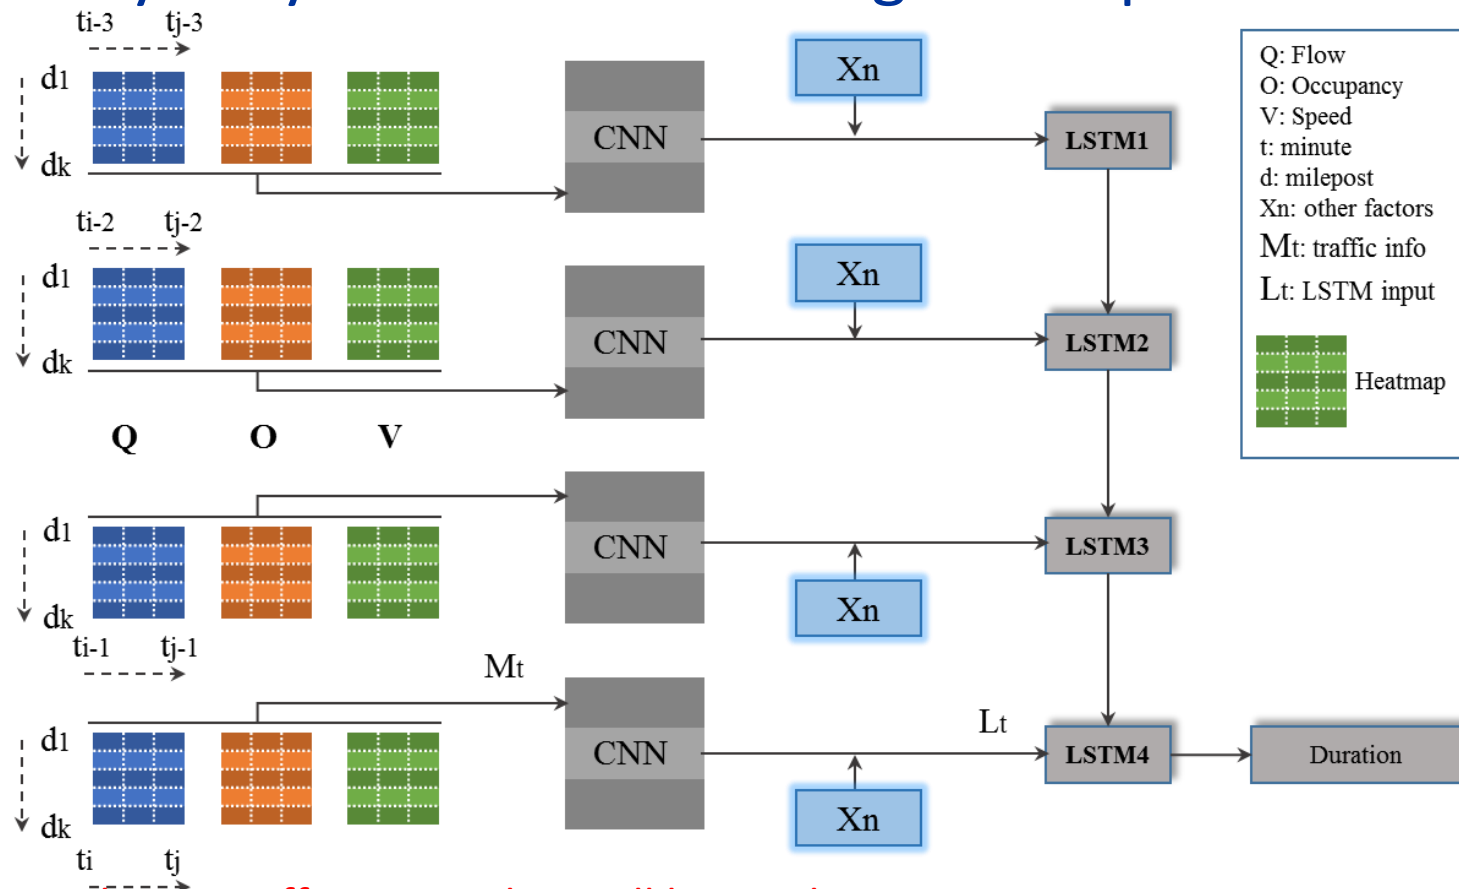 ti-3 tj-3
d1
dk
CNN
Xn
LSTM1
ti-2 tj-2
d1
dk
CNN
Xn
LSTM2
Q O V
d1
dk
ti-1 tj-1
CNN
Xn
LSTM3
Mt
d1
dk
ti tj
CNN
Xn
Lt
LSTM4
Duration
Q: Flow
O: Occupancy
V: Speed
t: minute
d: milepost
Xn: other factors
Mt: traffic info
Lt: LSTM input
Heatmap